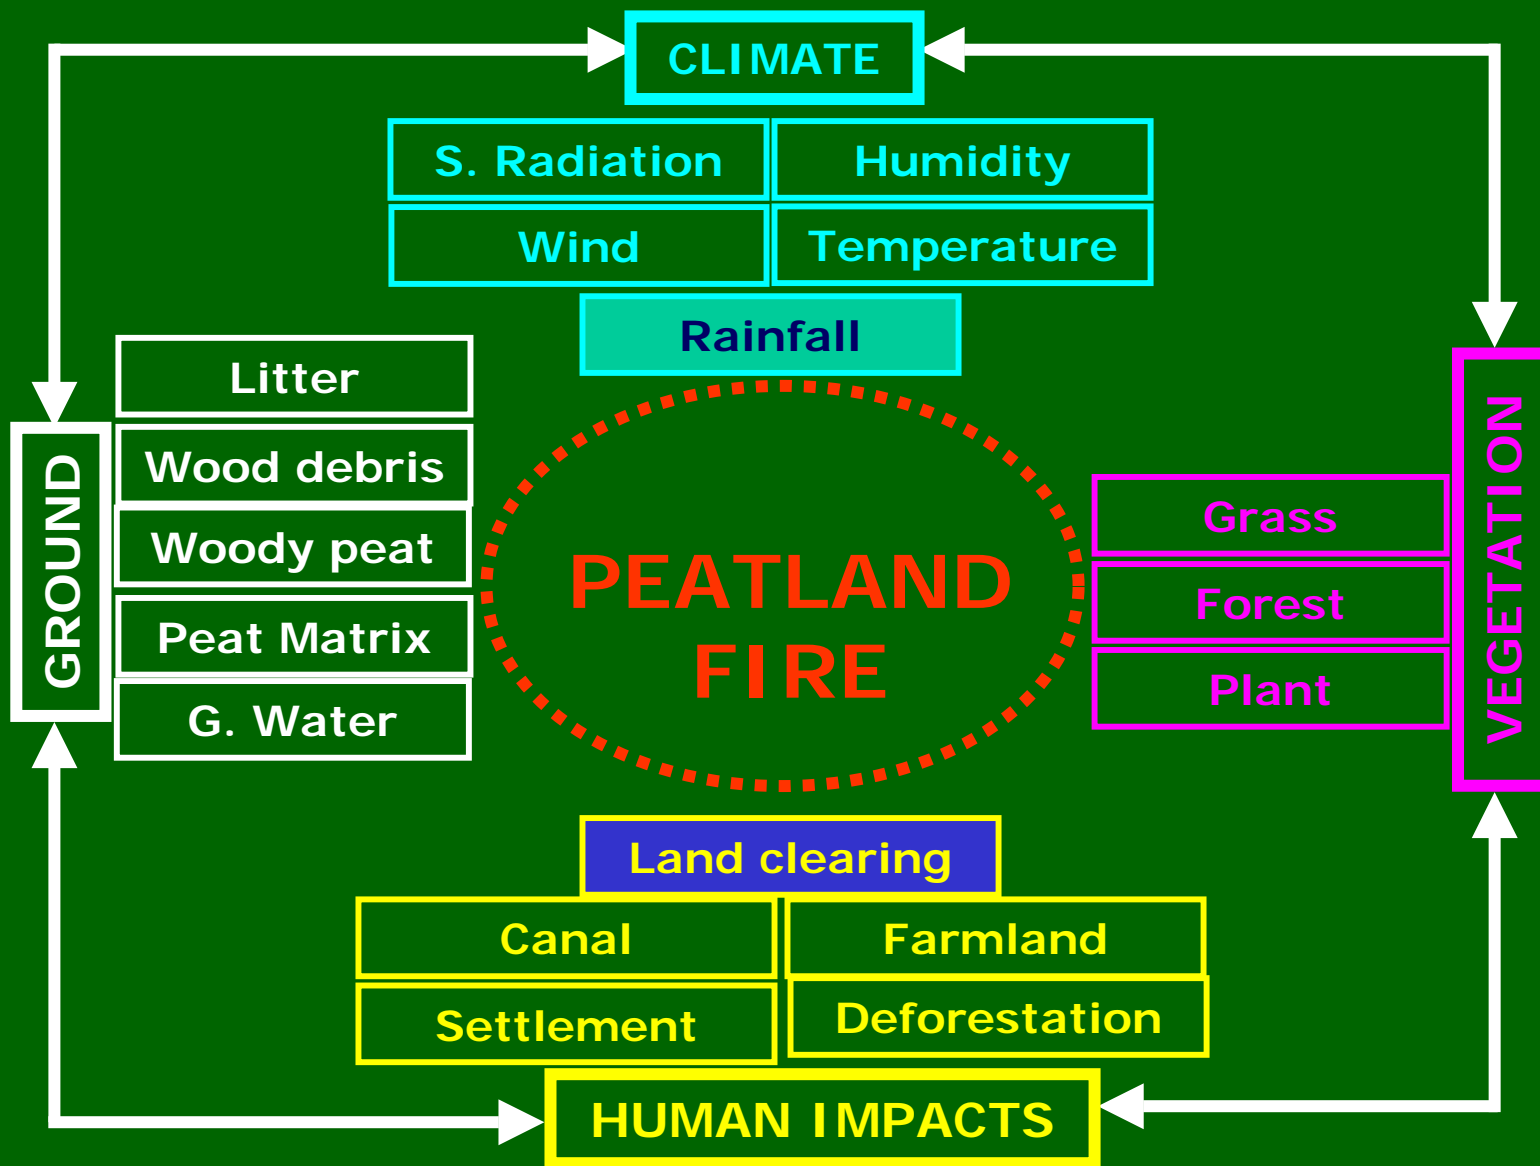 CLIMATE
S. Radiation
Humidity
Wind
Temperature
Rainfall
GROUND
Litter
Wood debris
Woody peat
Peat Matrix
G. Water
PEATLAND
FIRE
VEGETATION
Grass
Forest
Plant
Land clearing
Canal
Farmland
Settlement
Deforestation
HUMAN IMPACTS